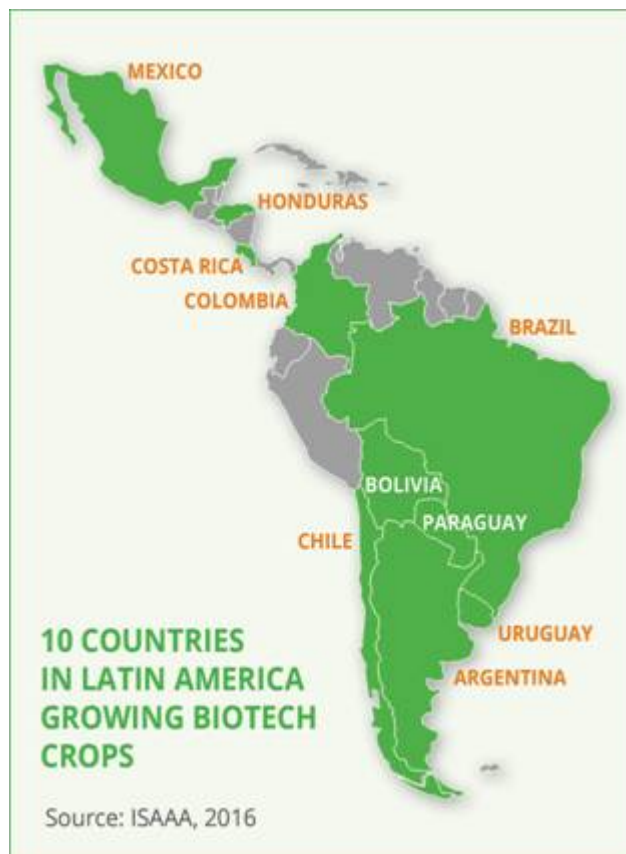 MEXICO
HONDURAS
COSTA RICA
COLOMBIA
BRAZIL
BOLIVIA
PARAGUAY
CHILE
URUGUAY
ARGENTINA
10 COUNTRIES
IN LATIN AMERICA
GROWING BIOTECH
CROPS
Source: ISAAA, 2016